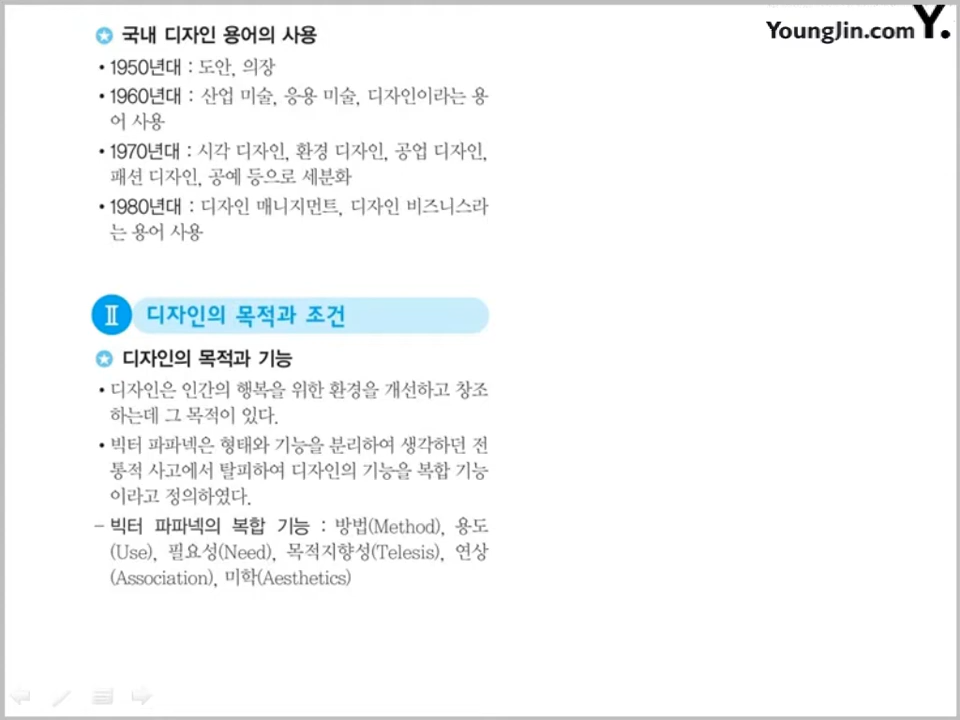 YoungJin.com Y.
국내 디자인 용어의 사용
• 1950년대 : 도안, 의장
• 1960년대 : 산업 미술, 응용 미술, 디자인이라는 용
어 사용
• 1970년대 : 시각 디자인, 환경 디자인, 공업 디자인,
패션 디자인, 공예 등으로 세분화
• 1980년대 : 디자인 매니지먼트, 디자인 비즈니스라
는 용어 사용
Ⅱ 디자인의 목적과 조건
디자인의 목적과 기능
• 디자인은 인간의 행복을 위한 환경을 개선하고 창조
하는데 그 목적이 있다.
• 빅터 파파넥은 형태와 기능을 분리하여 생각하던 전
통적 사고에서 탈피하여 디자인의 기능을 복합 기능
이라고 정의하였다.
– 빅터 파파넥의 복합 기능 : 방법(Method), 용도
(Use), 필요성(Need), 목적지향성(Telesis), 연상
(Association), 미학(Aesthetics)